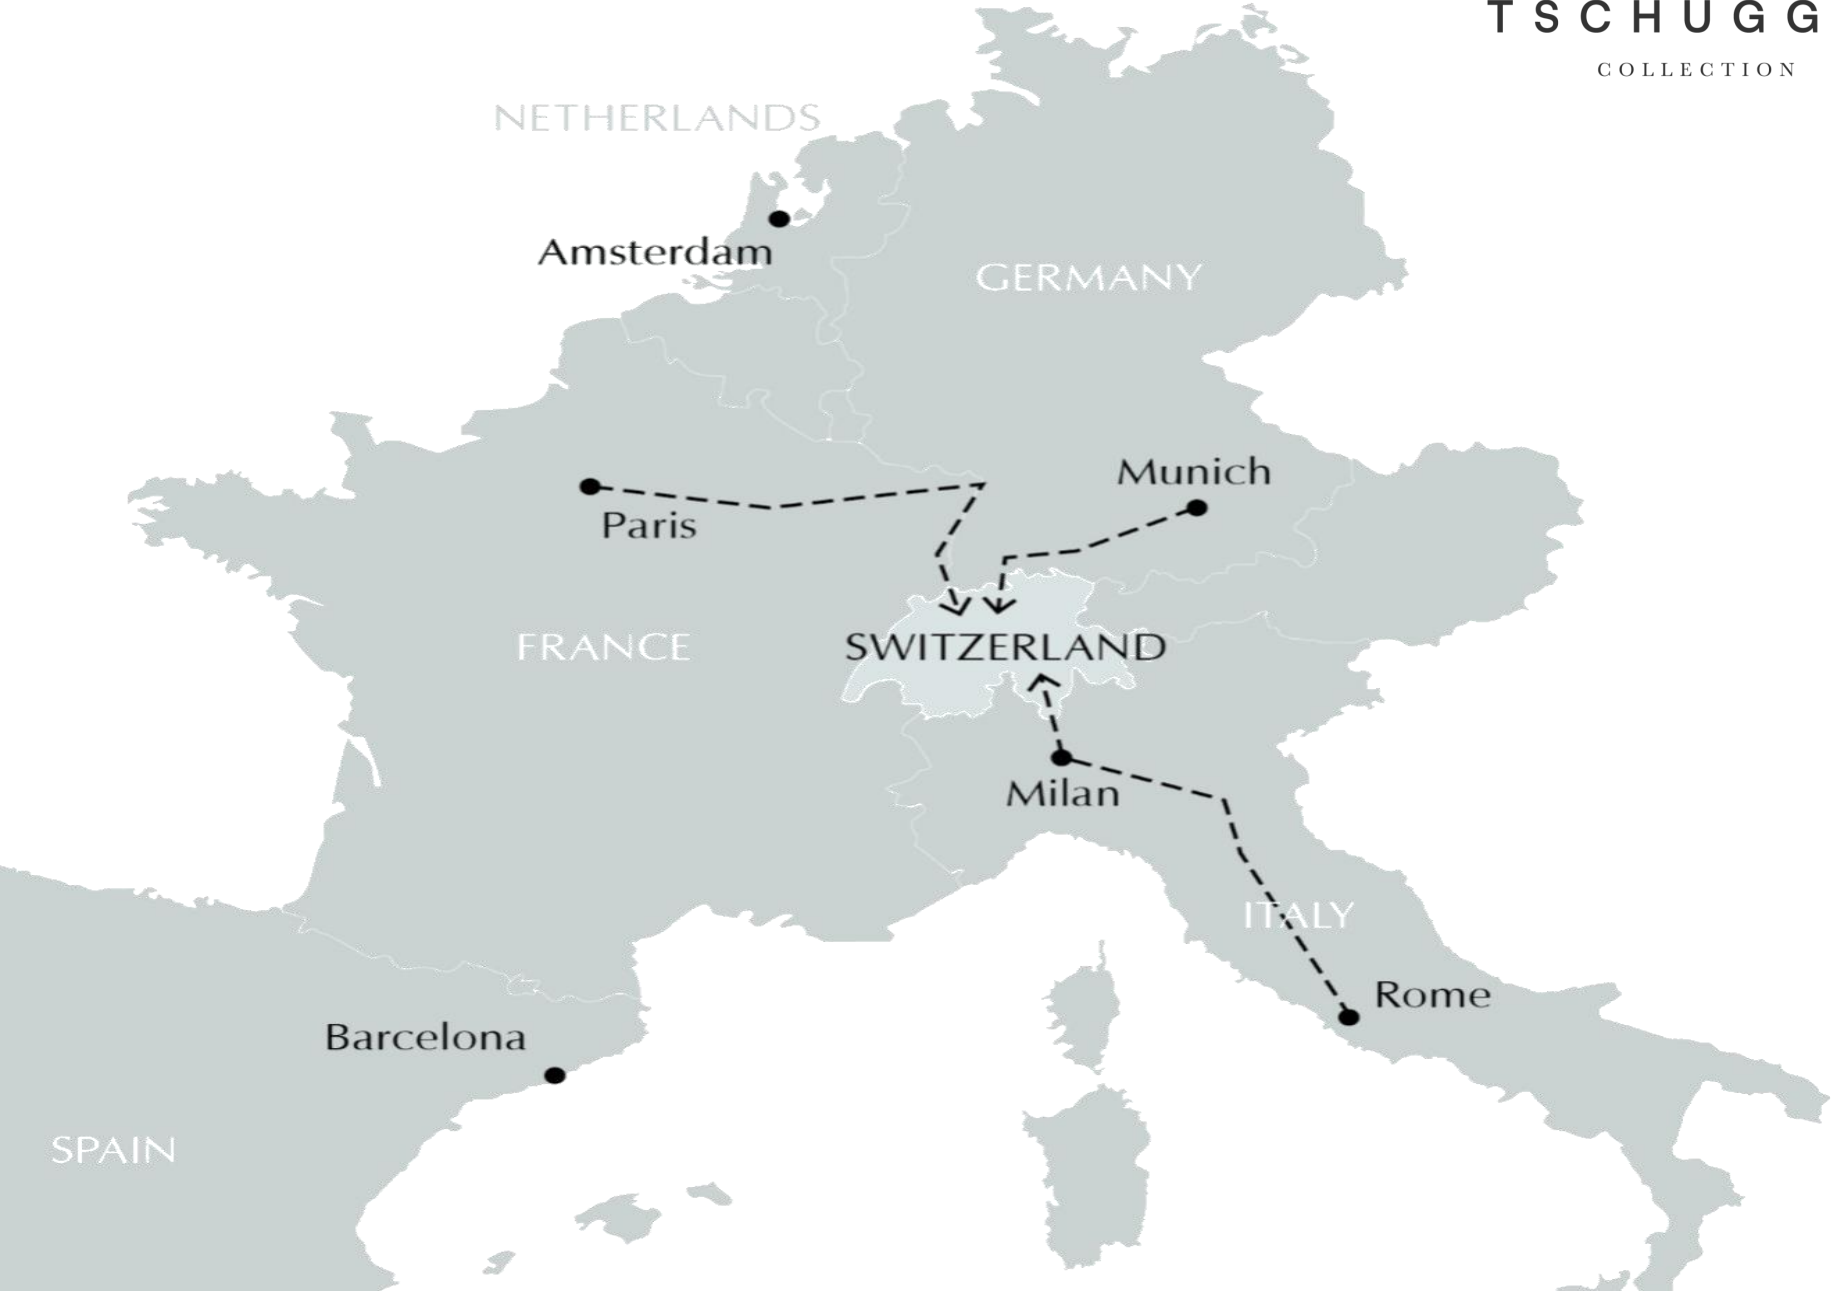 TSCHUGG
COLLECTION
NETHERLANDS
Amsterdam
GERMANY
Munich
Paris
FRANCE
SWITZERLAND
Milan
ITALY
Rome
Barcelona
SPAIN